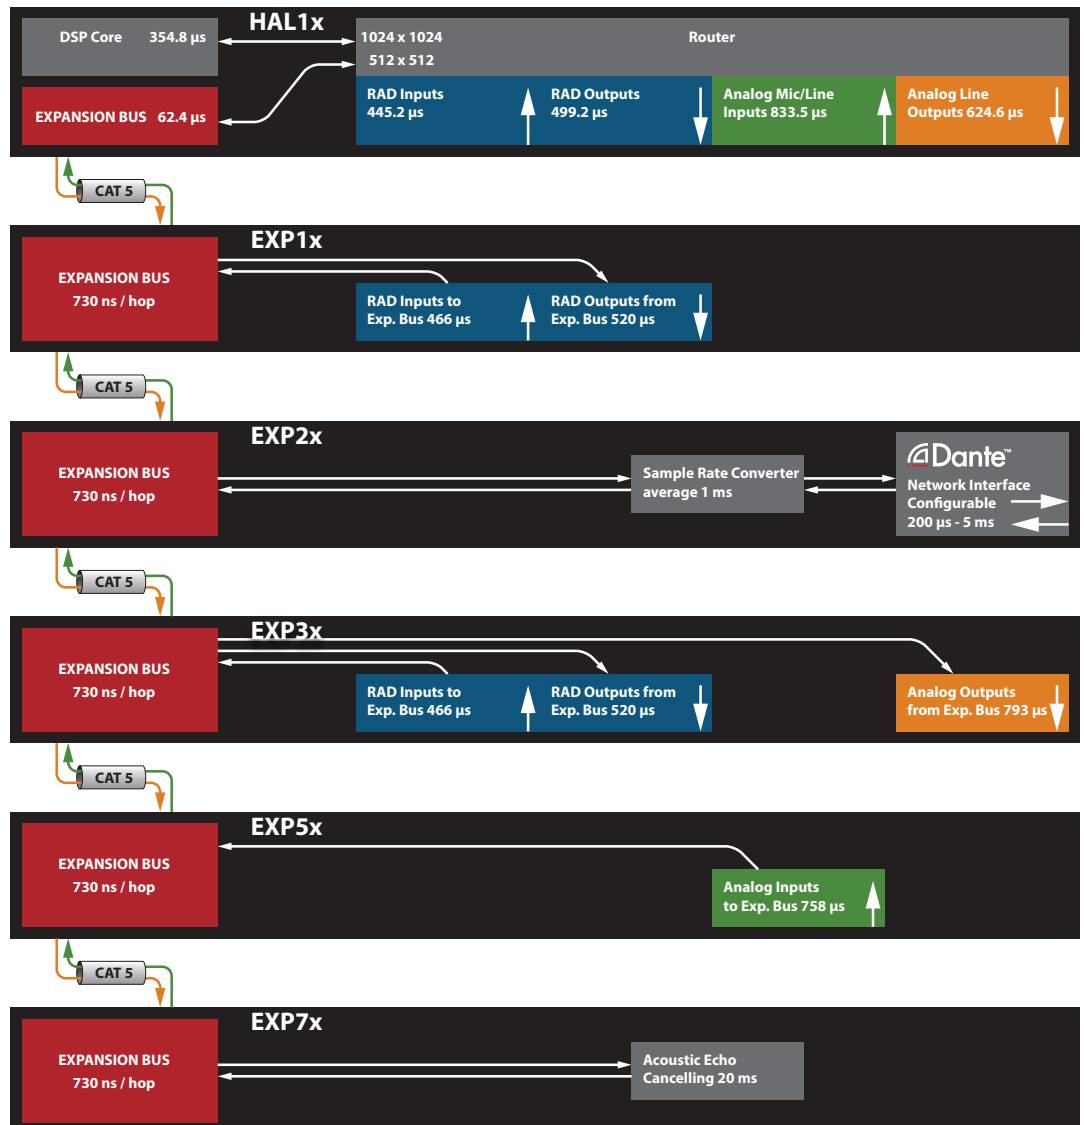 HAL1x
DSP Core 354.8 µs
1024 x 1024
512 x 512
Router
EXPANSION BUS 62.4 µs
RAD Inputs
445.2 µs
RAD Outputs
499.2 µs
Analog Mic/Line
Inputs 833.5 µs
Analog Line
Outputs 624.6 µs
CAT 5
EXP1x
EXPANSION BUS
730 ns / hop
RAD Inputs to
Exp. Bus 466 µs
RAD Outputs from
Exp. Bus 520 µs
CAT 5
EXP2x
EXPANSION BUS
730 ns / hop
Sample Rate Converter
average 1 ms
Dante™
Network Interface
Configurable
200 µs - 5 ms
CAT 5
EXP3x
EXPANSION BUS
730 ns / hop
RAD Inputs to
Exp. Bus 466 µs
RAD Outputs from
Exp. Bus 520 µs
Analog Outputs
from Exp. Bus 793 µs
CAT 5
EXP5x
EXPANSION BUS
730 ns / hop
Analog Inputs
to Exp. Bus 758 µs
CAT 5
EXP7x
EXPANSION BUS
730 ns / hop
Acoustic Echo
Cancelling 20 ms